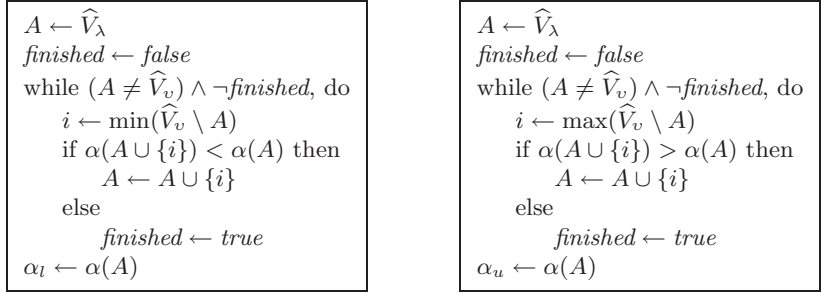 A ← V̂_λ
finished ← false
while (A ≠ V̂_υ) ∧ ¬finished, do
i ← min(V̂_υ \ A)
if α(A ∪ {i}) < α(A) then
A ← A ∪ {i}
else
finished ← true
α_l ← α(A)
A ← V̂_λ
finished ← false
while (A ≠ V̂_υ) ∧ ¬finished, do
i ← max(V̂_υ \ A)
if α(A ∪ {i}) > α(A) then
A ← A ∪ {i}
else
finished ← true
α_u ← α(A)